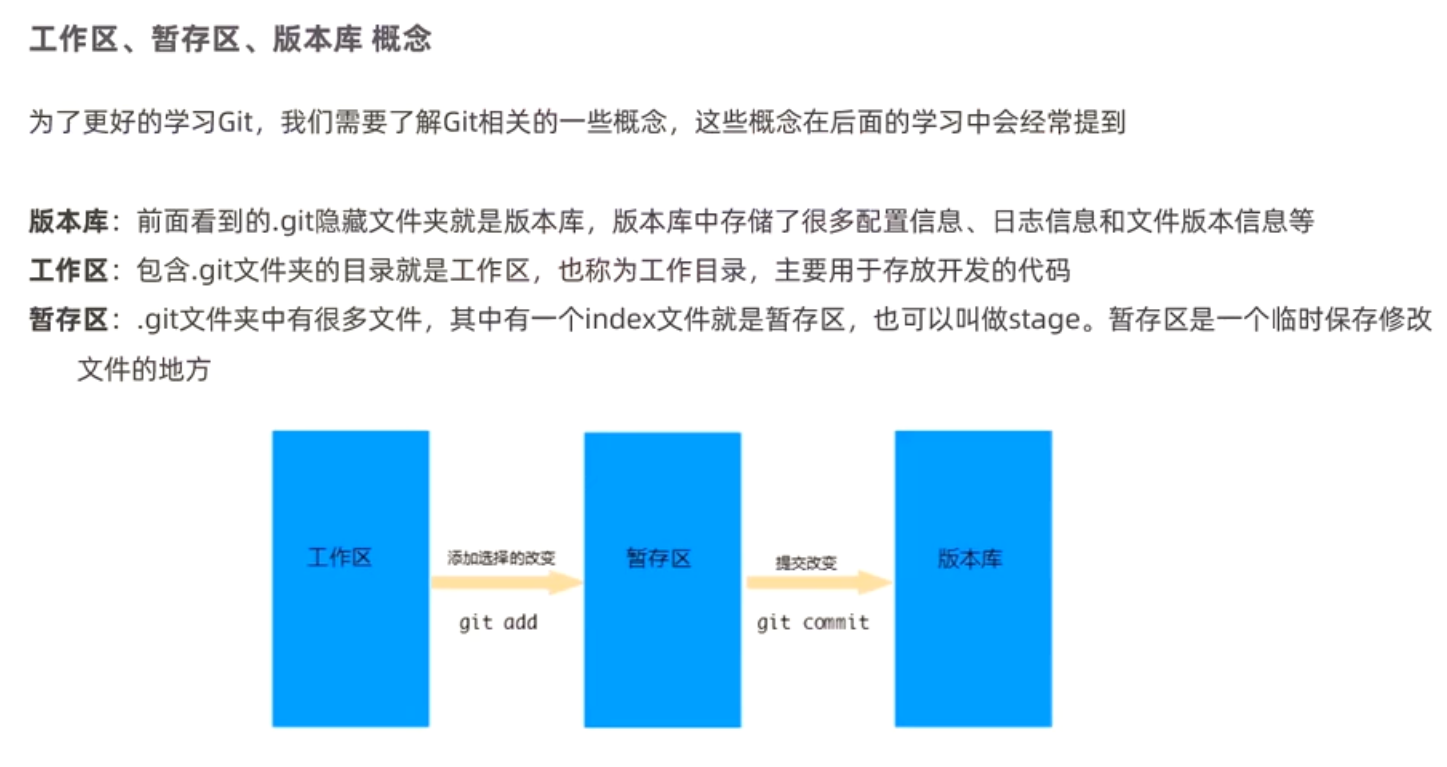 工作区、暂存区、版本库 概念
为了更好的学习Git，我们需要了解Git相关的一些概念，这些概念在后面的学习中会经常提到
版本库：前面看到的.git隐藏文件夹就是版本库，版本库中存储了很多配置信息、日志信息和文件版本信息等
工作区：包含.git文件夹的目录就是工作区，也称为工作目录，主要用于存放开发的代码
暂存区：.git文件夹中有很多文件，其中有一个index文件就是暂存区，也可以叫做stage。暂存区是一个临时保存修改
文件的地方
工作区
添加选择的改变
git add
暂存区
提交改变
git commit
版本库